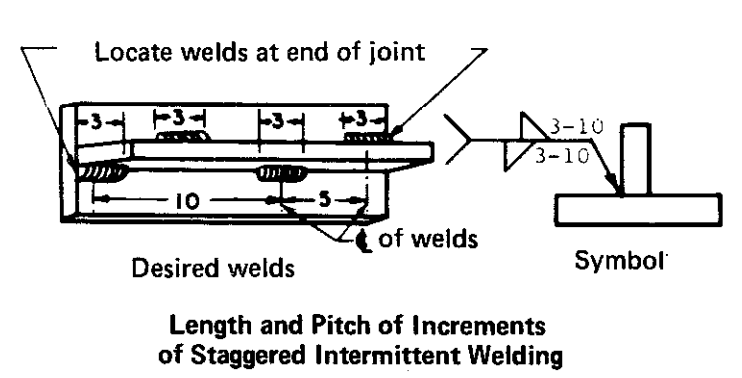 Locate welds at end of joint
3 3 3 3
3-10
3-10
10 5
℄ of welds
Desired welds
Symbol
Length and Pitch of Increments
of Staggered Intermittent Welding